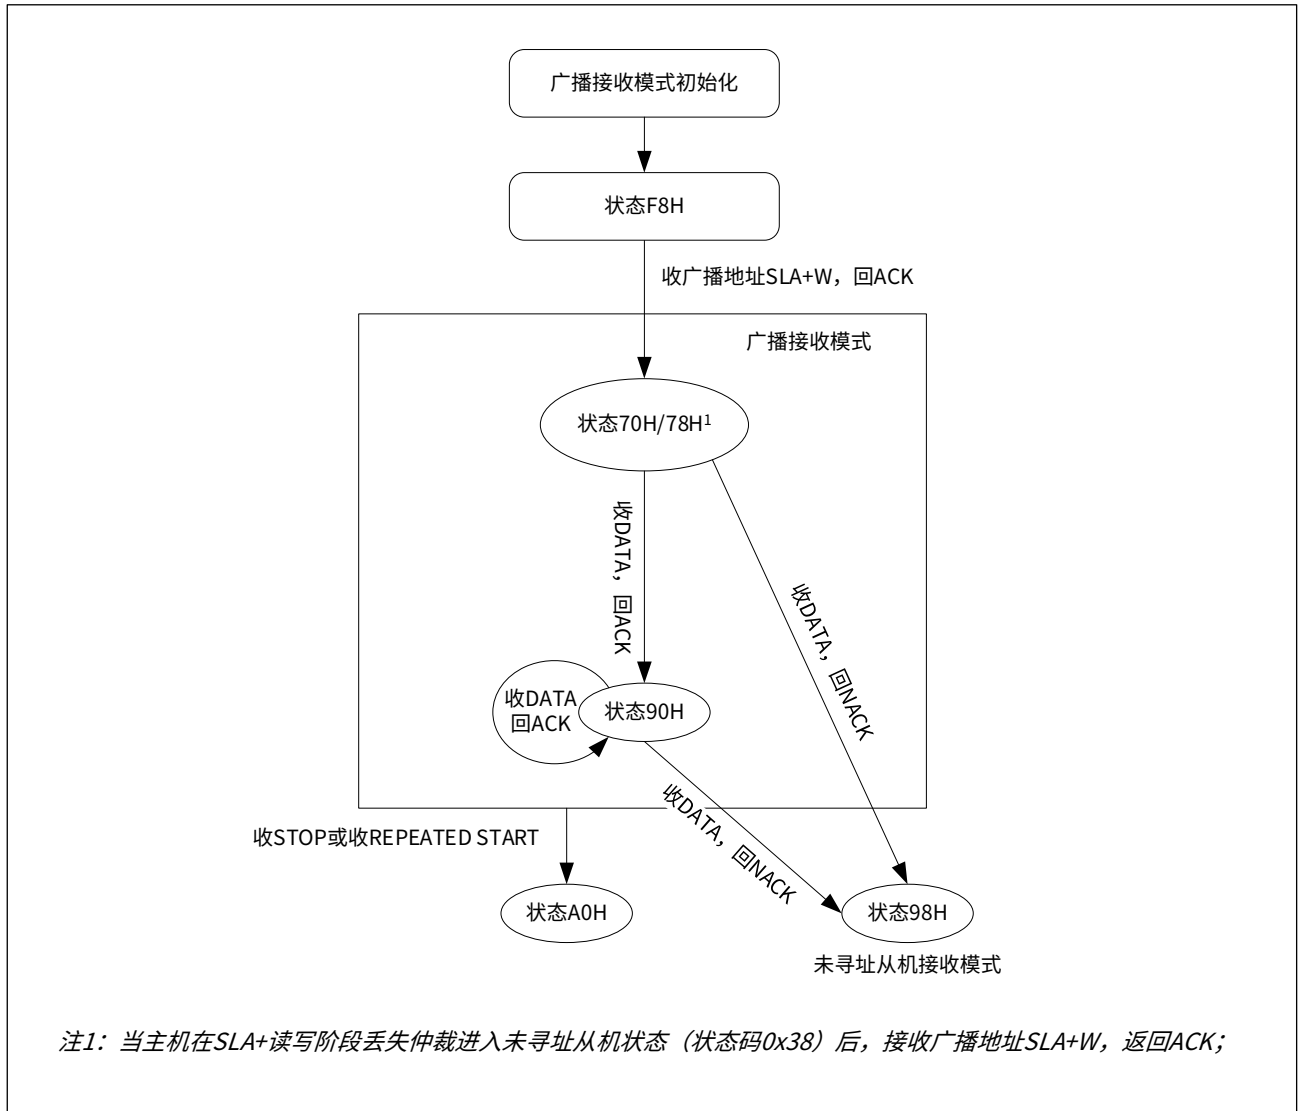 广播接收模式初始化
状态F8H
收广播地址SLA+W，回ACK
广播接收模式
状态70H/78H¹
收DATA，回ACK
收DATA，回NACK
收DATA
回ACK
状态90H
收DATA，回NACK
收STOP或收REPEATED START
状态A0H
状态98H
未寻址从机接收模式
注1：当主机在SLA+读写阶段丢失仲裁进入未寻址从机状态（状态码0x38）后，接收广播地址SLA+W，返回ACK；